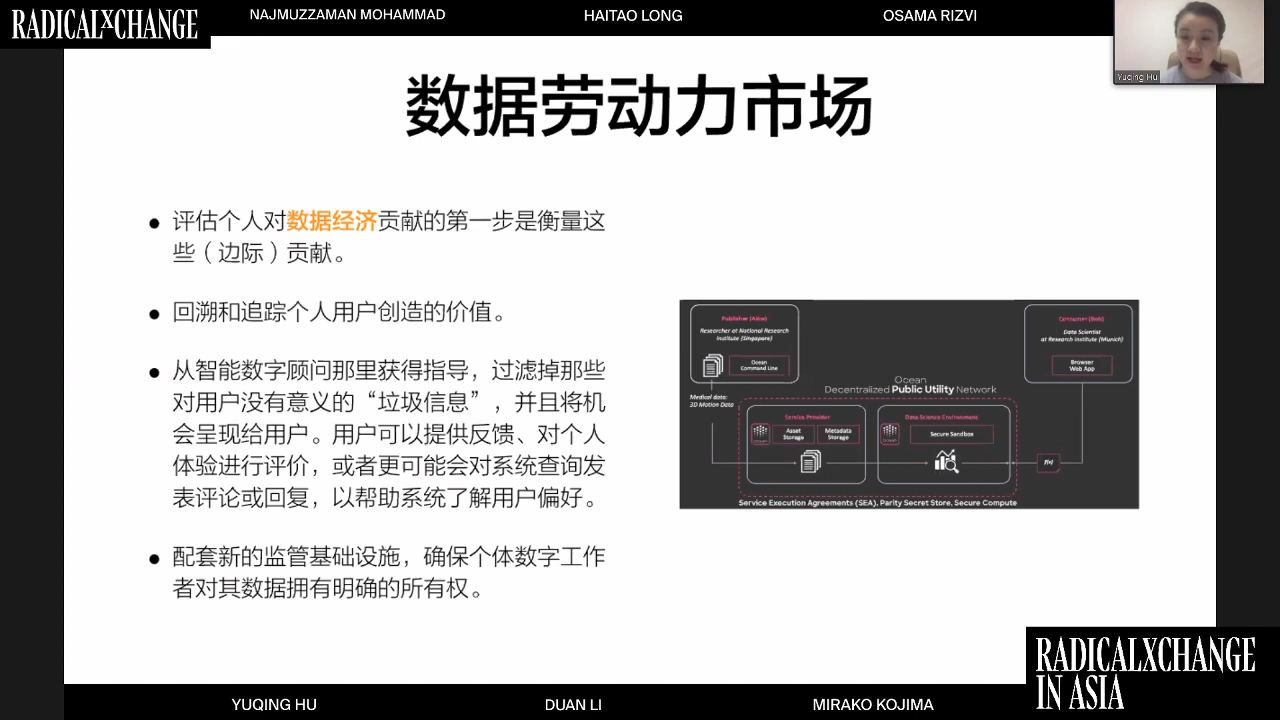 RADICALXCHANGE
NAJMUZZAMAN MOHAMMAD
HAITAO LONG
OSAMA RIZVI
Yuqing Hu
数据劳动力市场
● 评估个人对数据经济贡献的第一步是衡量这
些（边际）贡献。
● 回溯和追踪个人用户创造的价值。
● 从智能数字顾问那里获得指导，过滤掉那些
对用户没有意义的“垃圾信息”，并且将机
会呈现给用户。用户可以提供反馈、对个人
体验进行评价，或者更可能会对系统查询发
表评论或回复，以帮助系统了解用户偏好。
● 配套新的监管基础设施，确保个体数字工作
者对其数据拥有明确的所有权。
Publisher (Alice)
Researcher at National Research
Institute (Singapore)
Ocean
Command Line
Medical data:
3D Motion Data
Consumer (Bob)
Data Scientist
at Research Institute (Munich)
Browser
Web App
Ocean
Decentralized Public Utility Network
Service Provider
Asset
Storage
Metadata
Storage
Data Science Environment
Secure Sandbox
f(x)
Service Execution Agreements (SEA), Parity Secret Store, Secure Compute
RADICALXCHANGE
IN ASIA
YUQING HU
DUAN LI
MIRAKO KOJIMA